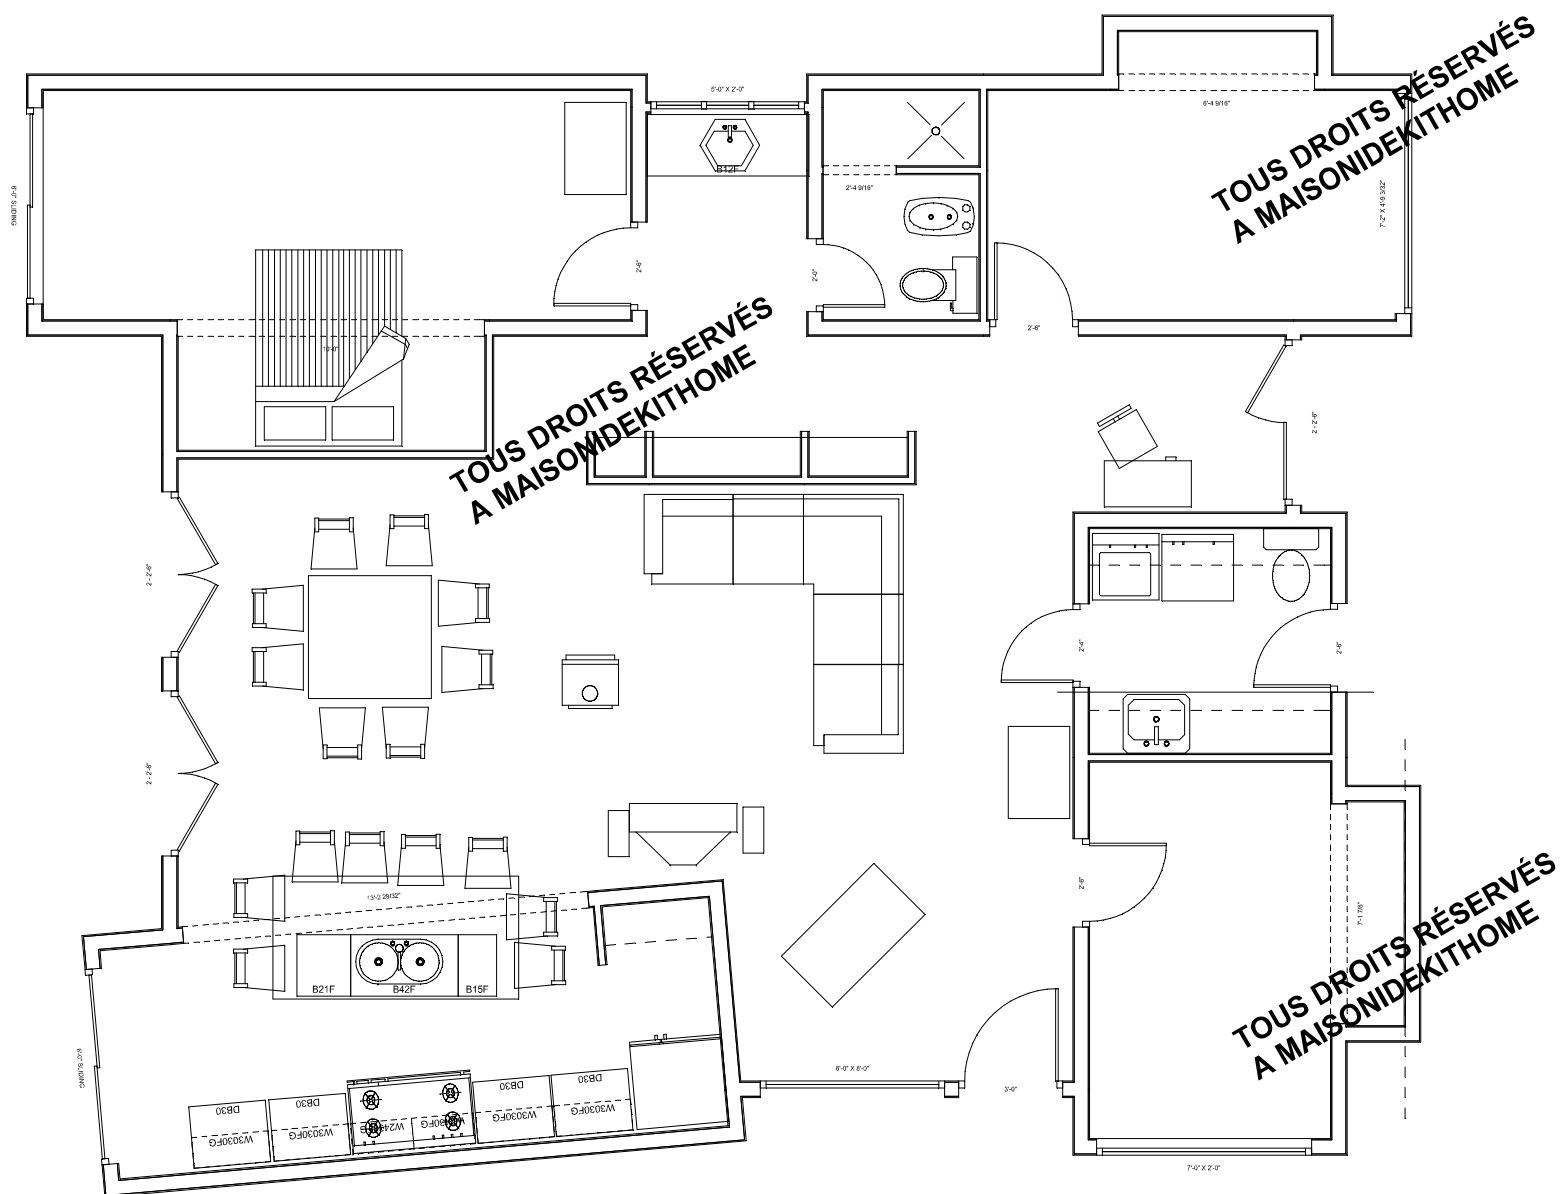 5'-0" X 2'-0"
TOUS DROITS RÉSERVÉS
A MAISONIDEKITHOME
6'-4 9/16"
B12F
2'-4 9/16"
7'-2" X 4'-9 3/32"
6'-0" SLIDING
2'-6"
2'-0"
2'-6"
10'-0"
TOUS DROITS RÉSERVÉS
A MAISONIDEKITHOME
2 - 2'-6"
2 - 2'-6"
2'-4"
2'-6"
2 - 2'-6"
13'-2 29/32"
2'-6"
7'-1 7/8"
TOUS DROITS RÉSERVÉS
A MAISONIDEKITHOME
B21F
B42F
B15F
6'-0" SLIDING
6'-0" X 8'-0"
3'-0"
DB30
DB30
DB30
DB30
W3030FG
W3030FG
W3030FG
W3030FG
7'-0" X 2'-0"